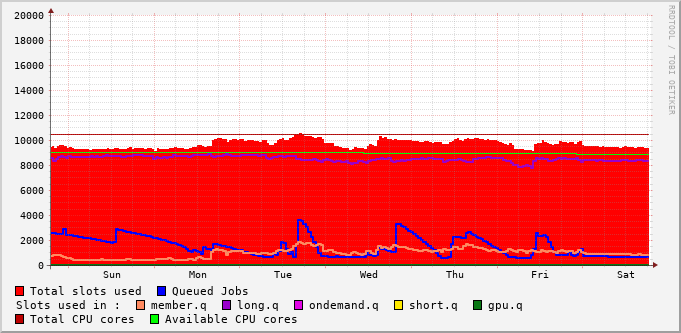 RRDTOOL / TOBI OETIKER
20000
18000
16000
14000
12000
10000
8000
6000
4000
2000
0
Sun Mon Tue Wed Thu Fri Sat
Total slots used Queued Jobs
Slots used in : member.q long.q ondemand.q short.q gpu.q
Total CPU cores Available CPU cores